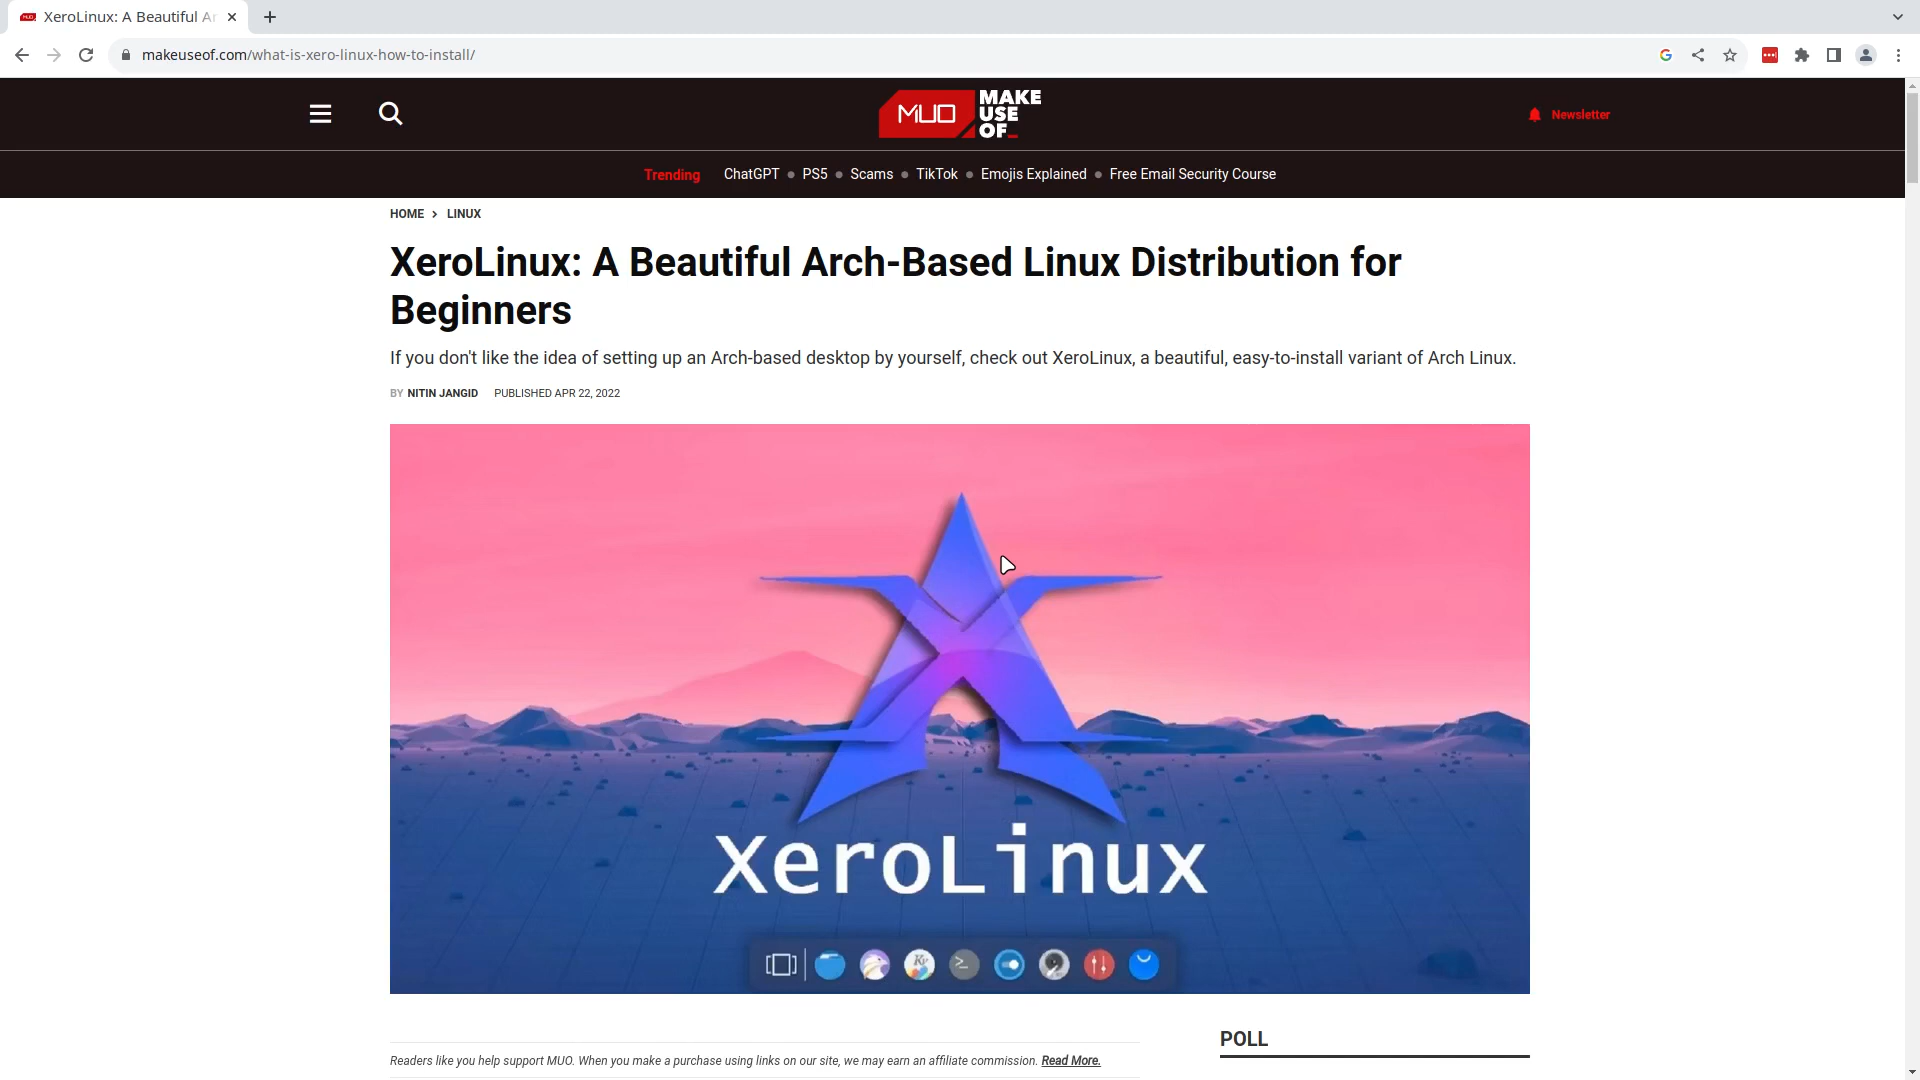 XeroLinux: A Beautiful Ar
makeuseof.com/what-is-xero-linux-how-to-install/
MUO
MAKE
USE
OF_
Newsletter
Trending ChatGPT PS5 Scams TikTok Emojis Explained Free Email Security Course
HOME > LINUX
XeroLinux: A Beautiful Arch-Based Linux Distribution for
Beginners
If you don't like the idea of setting up an Arch-based desktop by yourself, check out XeroLinux, a beautiful, easy-to-install variant of Arch Linux.
BY NITIN JANGID PUBLISHED APR 22, 2022
XeroLinux
POLL
Readers like you help support MUO. When you make a purchase using links on our site, we may earn an affiliate commission. Read More.